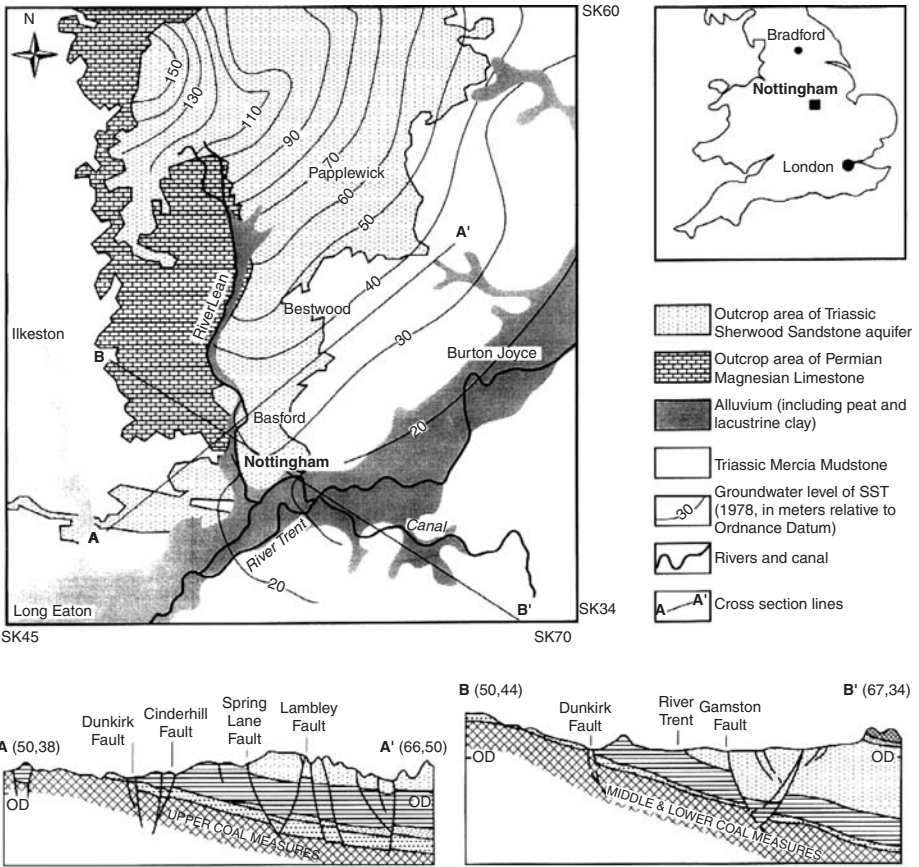 N
SK60
150
130
110
90
70
Papplewick
60
50
A'
40
River Lean
Bestwood
30
Ilkeston
B
Burton Joyce
Basford
20
Nottingham
A
River Trent
Canal
20
Long Eaton
B'
SK34
SK45
SK70
Bradford
Nottingham
London
Outcrop area of Triassic
Sherwood Sandstone aquifer
Outcrop area of Permian
Magnesian Limestone
Alluvium (including peat and
lacustrine clay)
Triassic Mercia Mudstone
30
Groundwater level of SST
(1978, in meters relative to
Ordnance Datum)
Rivers and canal
A A'
Cross section lines
A (50,38)
Dunkirk
Fault
Cinderhill
Fault
Spring
Lane
Fault
Lambley
Fault
A' (66,50)
OD
OD
UPPER COAL MEASURES
B (50,44)
Dunkirk
Fault
River
Trent
Gamston
Fault
B' (67,34)
OD
OD
MIDDLE & LOWER COAL MEASURES